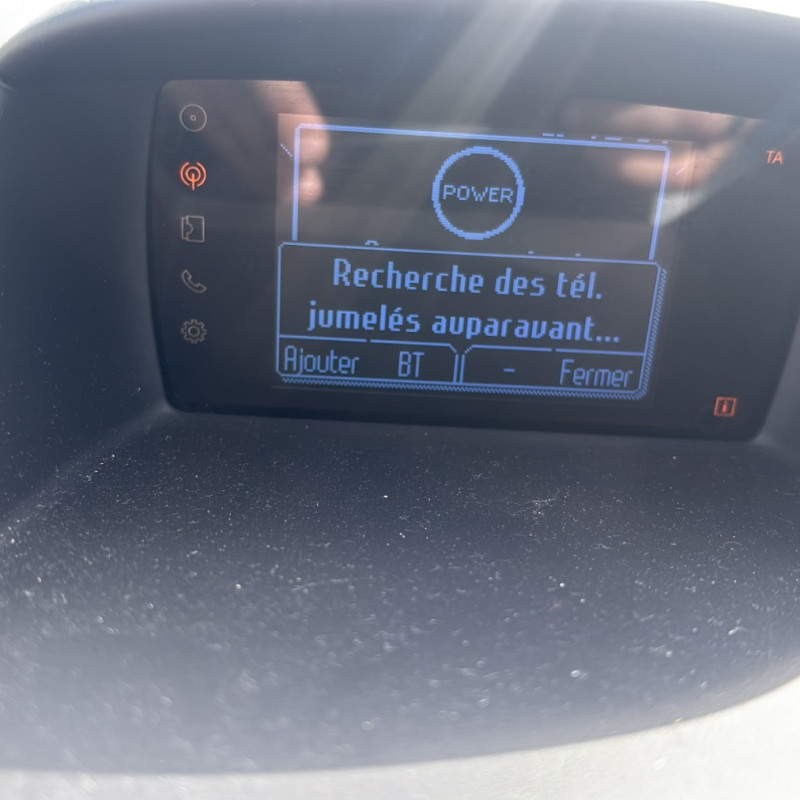 TA
POWER
Recherche des tél.
jumelés auparavant...
Ajouter BT - Fermer